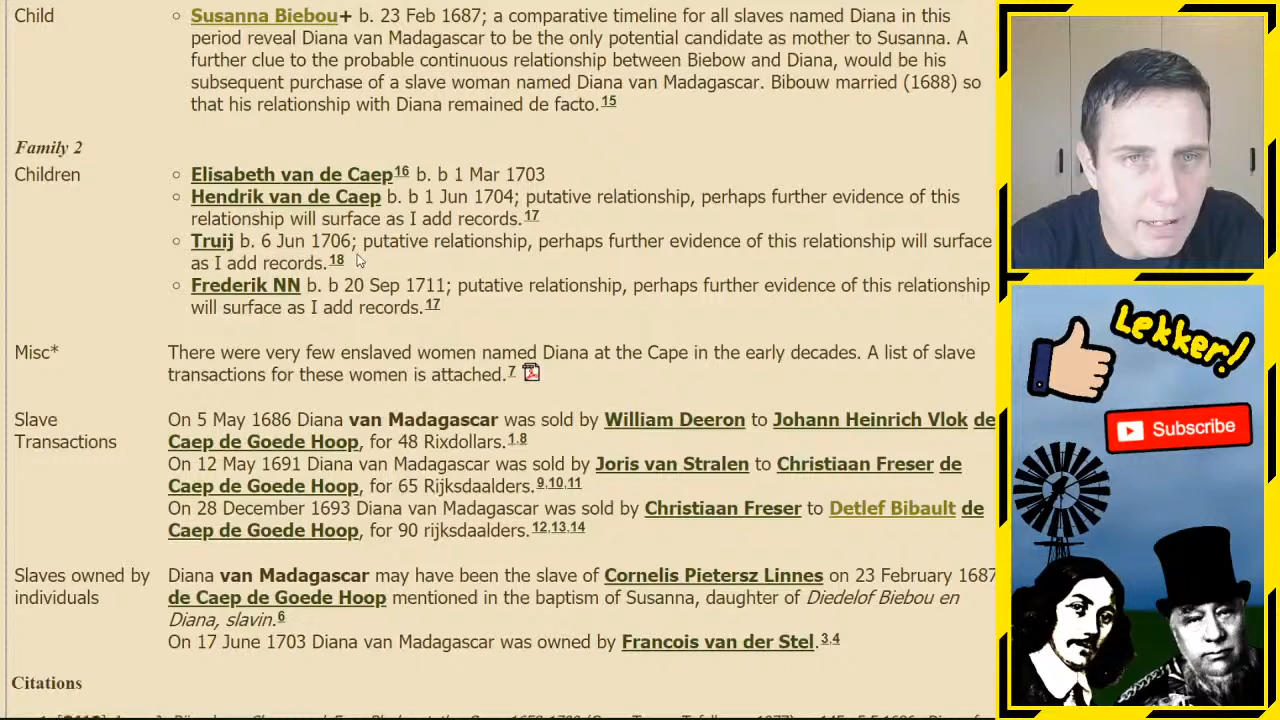 Child
Susanna Biebou+ b. 23 Feb 1687; a comparative timeline for all slaves named Diana in this
period reveal Diana van Madagascar to be the only potential candidate as mother to Susanna. A
further clue to the probable continuous relationship between Biebow and Diana, would be his
subsequent purchase of a slave woman named Diana van Madagascar. Bibouw married (1688) so
that his relationship with Diana remained de facto.15
Family 2
Children
Elisabeth van de Caep16 b. b 1 Mar 1703
Hendrik van de Caep b. b 1 Jun 1704; putative relationship, perhaps further evidence of this
relationship will surface as I add records.17
Truij b. 6 Jun 1706; putative relationship, perhaps further evidence of this relationship will surface
as I add records.18
Frederik NN b. b 20 Sep 1711; putative relationship, perhaps further evidence of this relationship
will surface as I add records.17
Misc*
There were very few enslaved women named Diana at the Cape in the early decades. A list of slave
transactions for these women is attached.7
Slave
Transactions
On 5 May 1686 Diana van Madagascar was sold by William Deeron to Johann Heinrich Vlok de
Caep de Goede Hoop, for 48 Rixdollars.1,8
On 12 May 1691 Diana van Madagascar was sold by Joris van Stralen to Christiaan Freser de
Caep de Goede Hoop, for 65 Rijksdaalders.9,10,11
On 28 December 1693 Diana van Madagascar was sold by Christiaan Freser to Detlef Bibault de
Caep de Goede Hoop, for 90 rijksdaalders.12,13,14
Slaves owned by
individuals
Diana van Madagascar may have been the slave of Cornelis Pietersz Linnes on 23 February 1687
de Caep de Goede Hoop mentioned in the baptism of Susanna, daughter of Diedelof Biebou en
Diana, slavin.6
On 17 June 1703 Diana van Madagascar was owned by Francois van der Stel.3,4
Citations
Lekker!
Subscribe